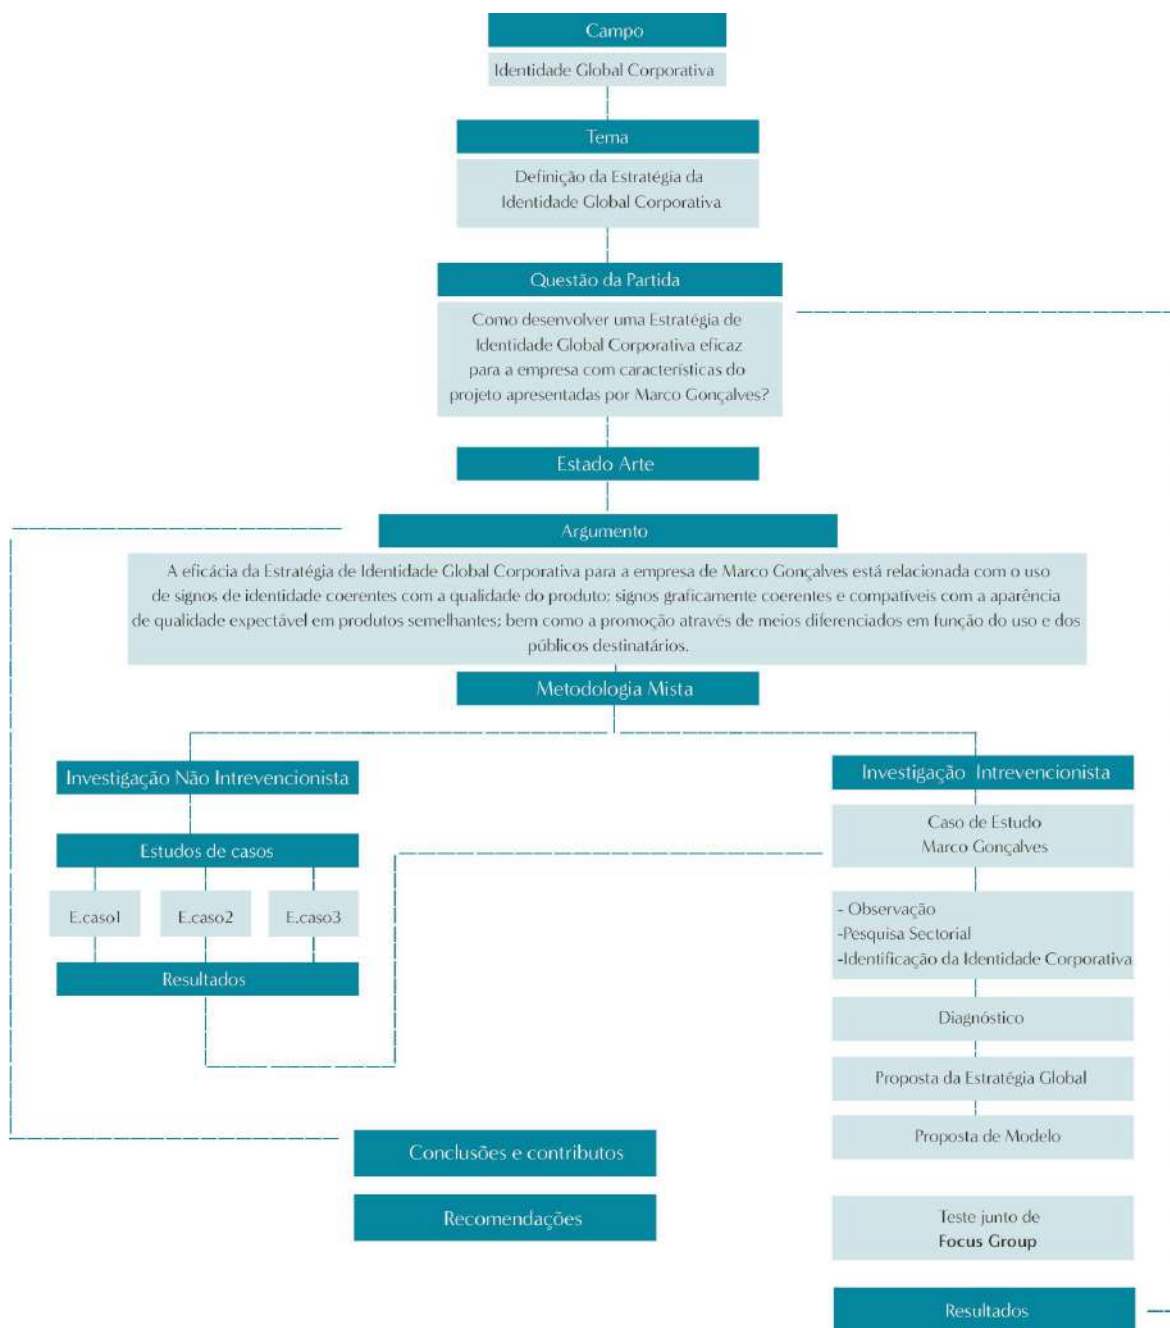 Campo
Identidade Global Corporativa
Tema
Definição da Estratégia da
Identidade Global Corporativa
Questão da Partida
Como desenvolver uma Estratégia de
Identidade Global Corporativa eficaz
para a empresa com características do
projeto apresentadas por Marco Gonçalves?
Estado Arte
Argumento
A eficácia da Estratégia de Identidade Global Corporativa para a empresa de Marco Gonçalves está relacionada com o uso
de signos de identidade coerentes com a qualidade do produto; signos graficamente coerentes e compatíveis com a aparência
de qualidade expectável em produtos semelhantes; bem como a promoção através de meios diferenciados em função do uso e dos
públicos destinatários.
Metodologia Mista
Investigação Não Intrevencionista
Estudos de casos
E.caso1
E.caso2
E.caso3
Resultados
Investigação Intrevencionista
Caso de Estudo
Marco Gonçalves
- Observação
-Pesquisa Sectorial
-Identificação da Identidade Corporativa
Diagnóstico
Proposta da Estratégia Global
Proposta de Modelo
Teste junto de
Focus Group
Resultados
Conclusões e contributos
Recomendações